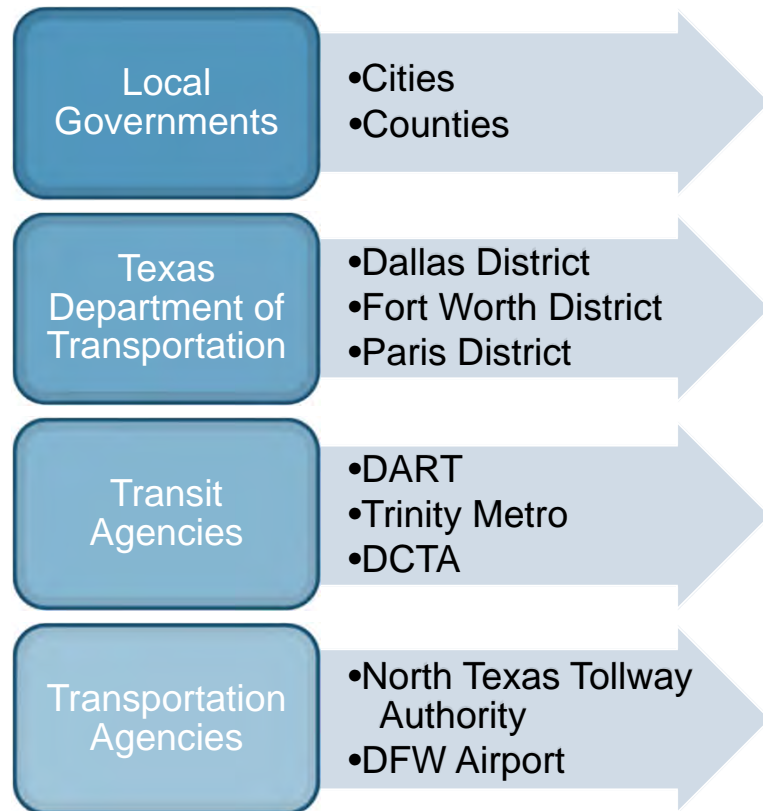 Local
Governments
•Cities
•Counties
Texas
Department of
Transportation
•Dallas District
•Fort Worth District
•Paris District
Transit
Agencies
•DART
•Trinity Metro
•DCTA
Transportation
Agencies
•North Texas Tollway
Authority
•DFW Airport